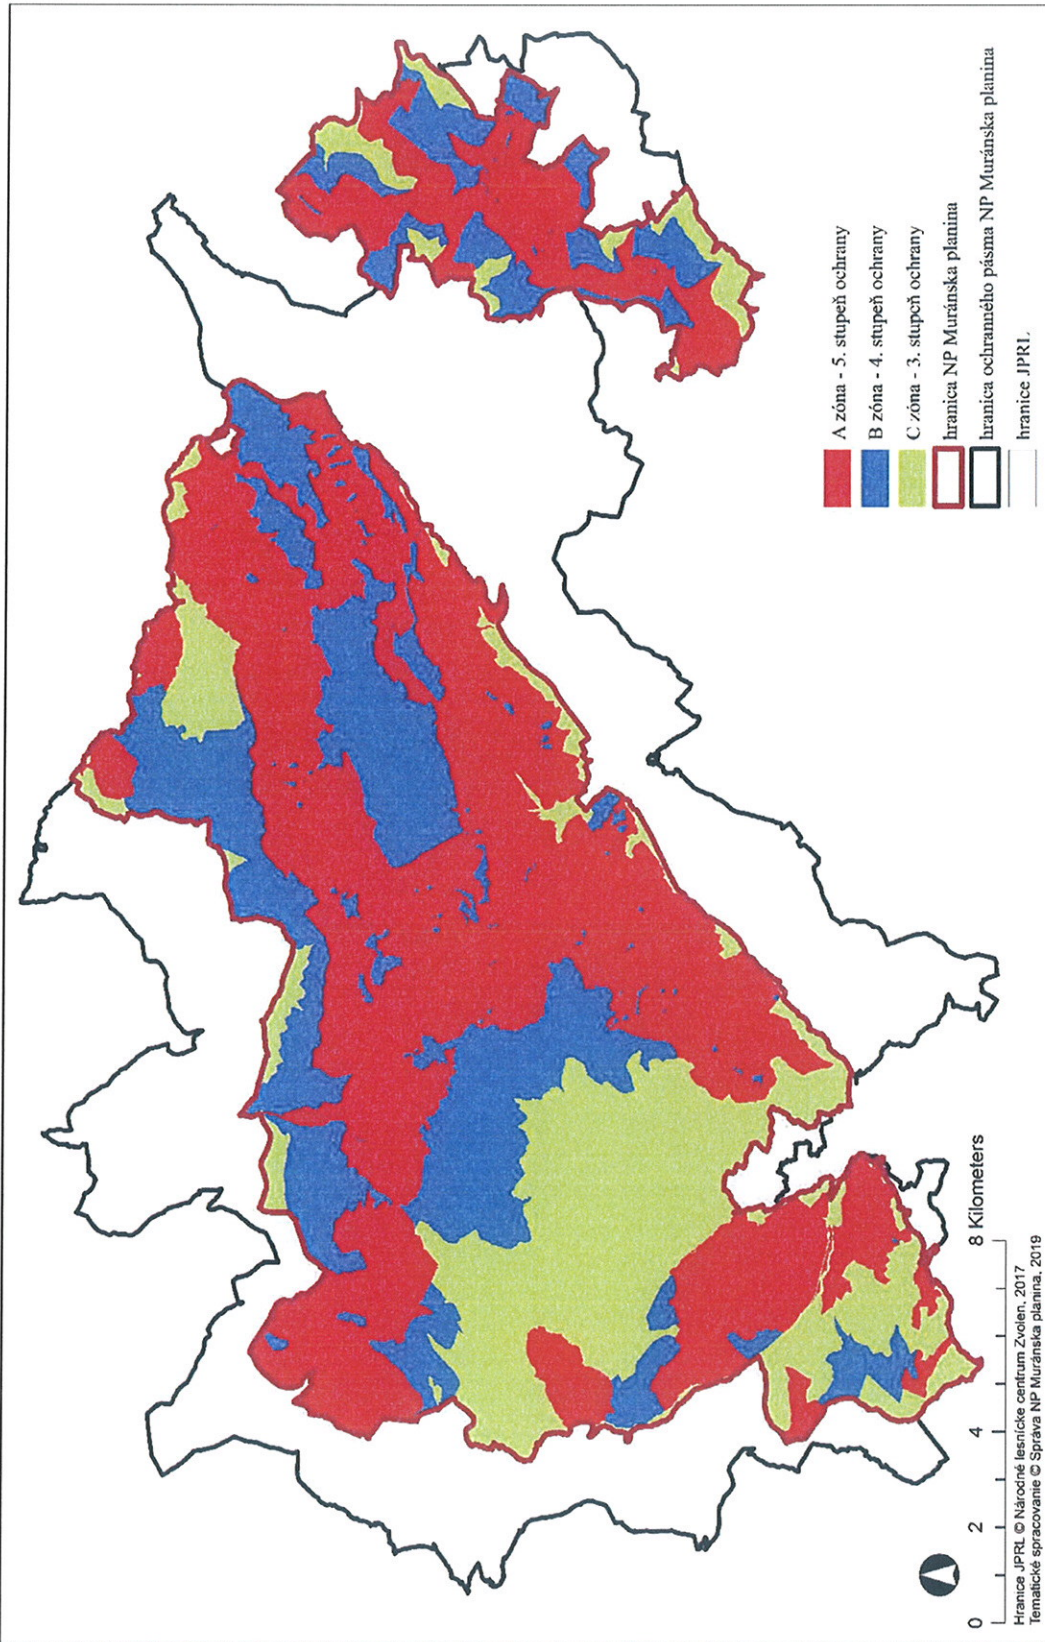 A zóna - 5. stupeň ochrany
B zóna - 4. stupeň ochrany
C zóna - 3. stupeň ochrany
hranica NP Muránska planina
hranica ochranného pásma NP Muránska planina
hranice JPRL
0 2 4 8 Kilometers
Hranice JPRL © Národné lesnícke centrum Zvolen, 2017
Tematické spracovanie © Správa NP Muránska planina, 2019